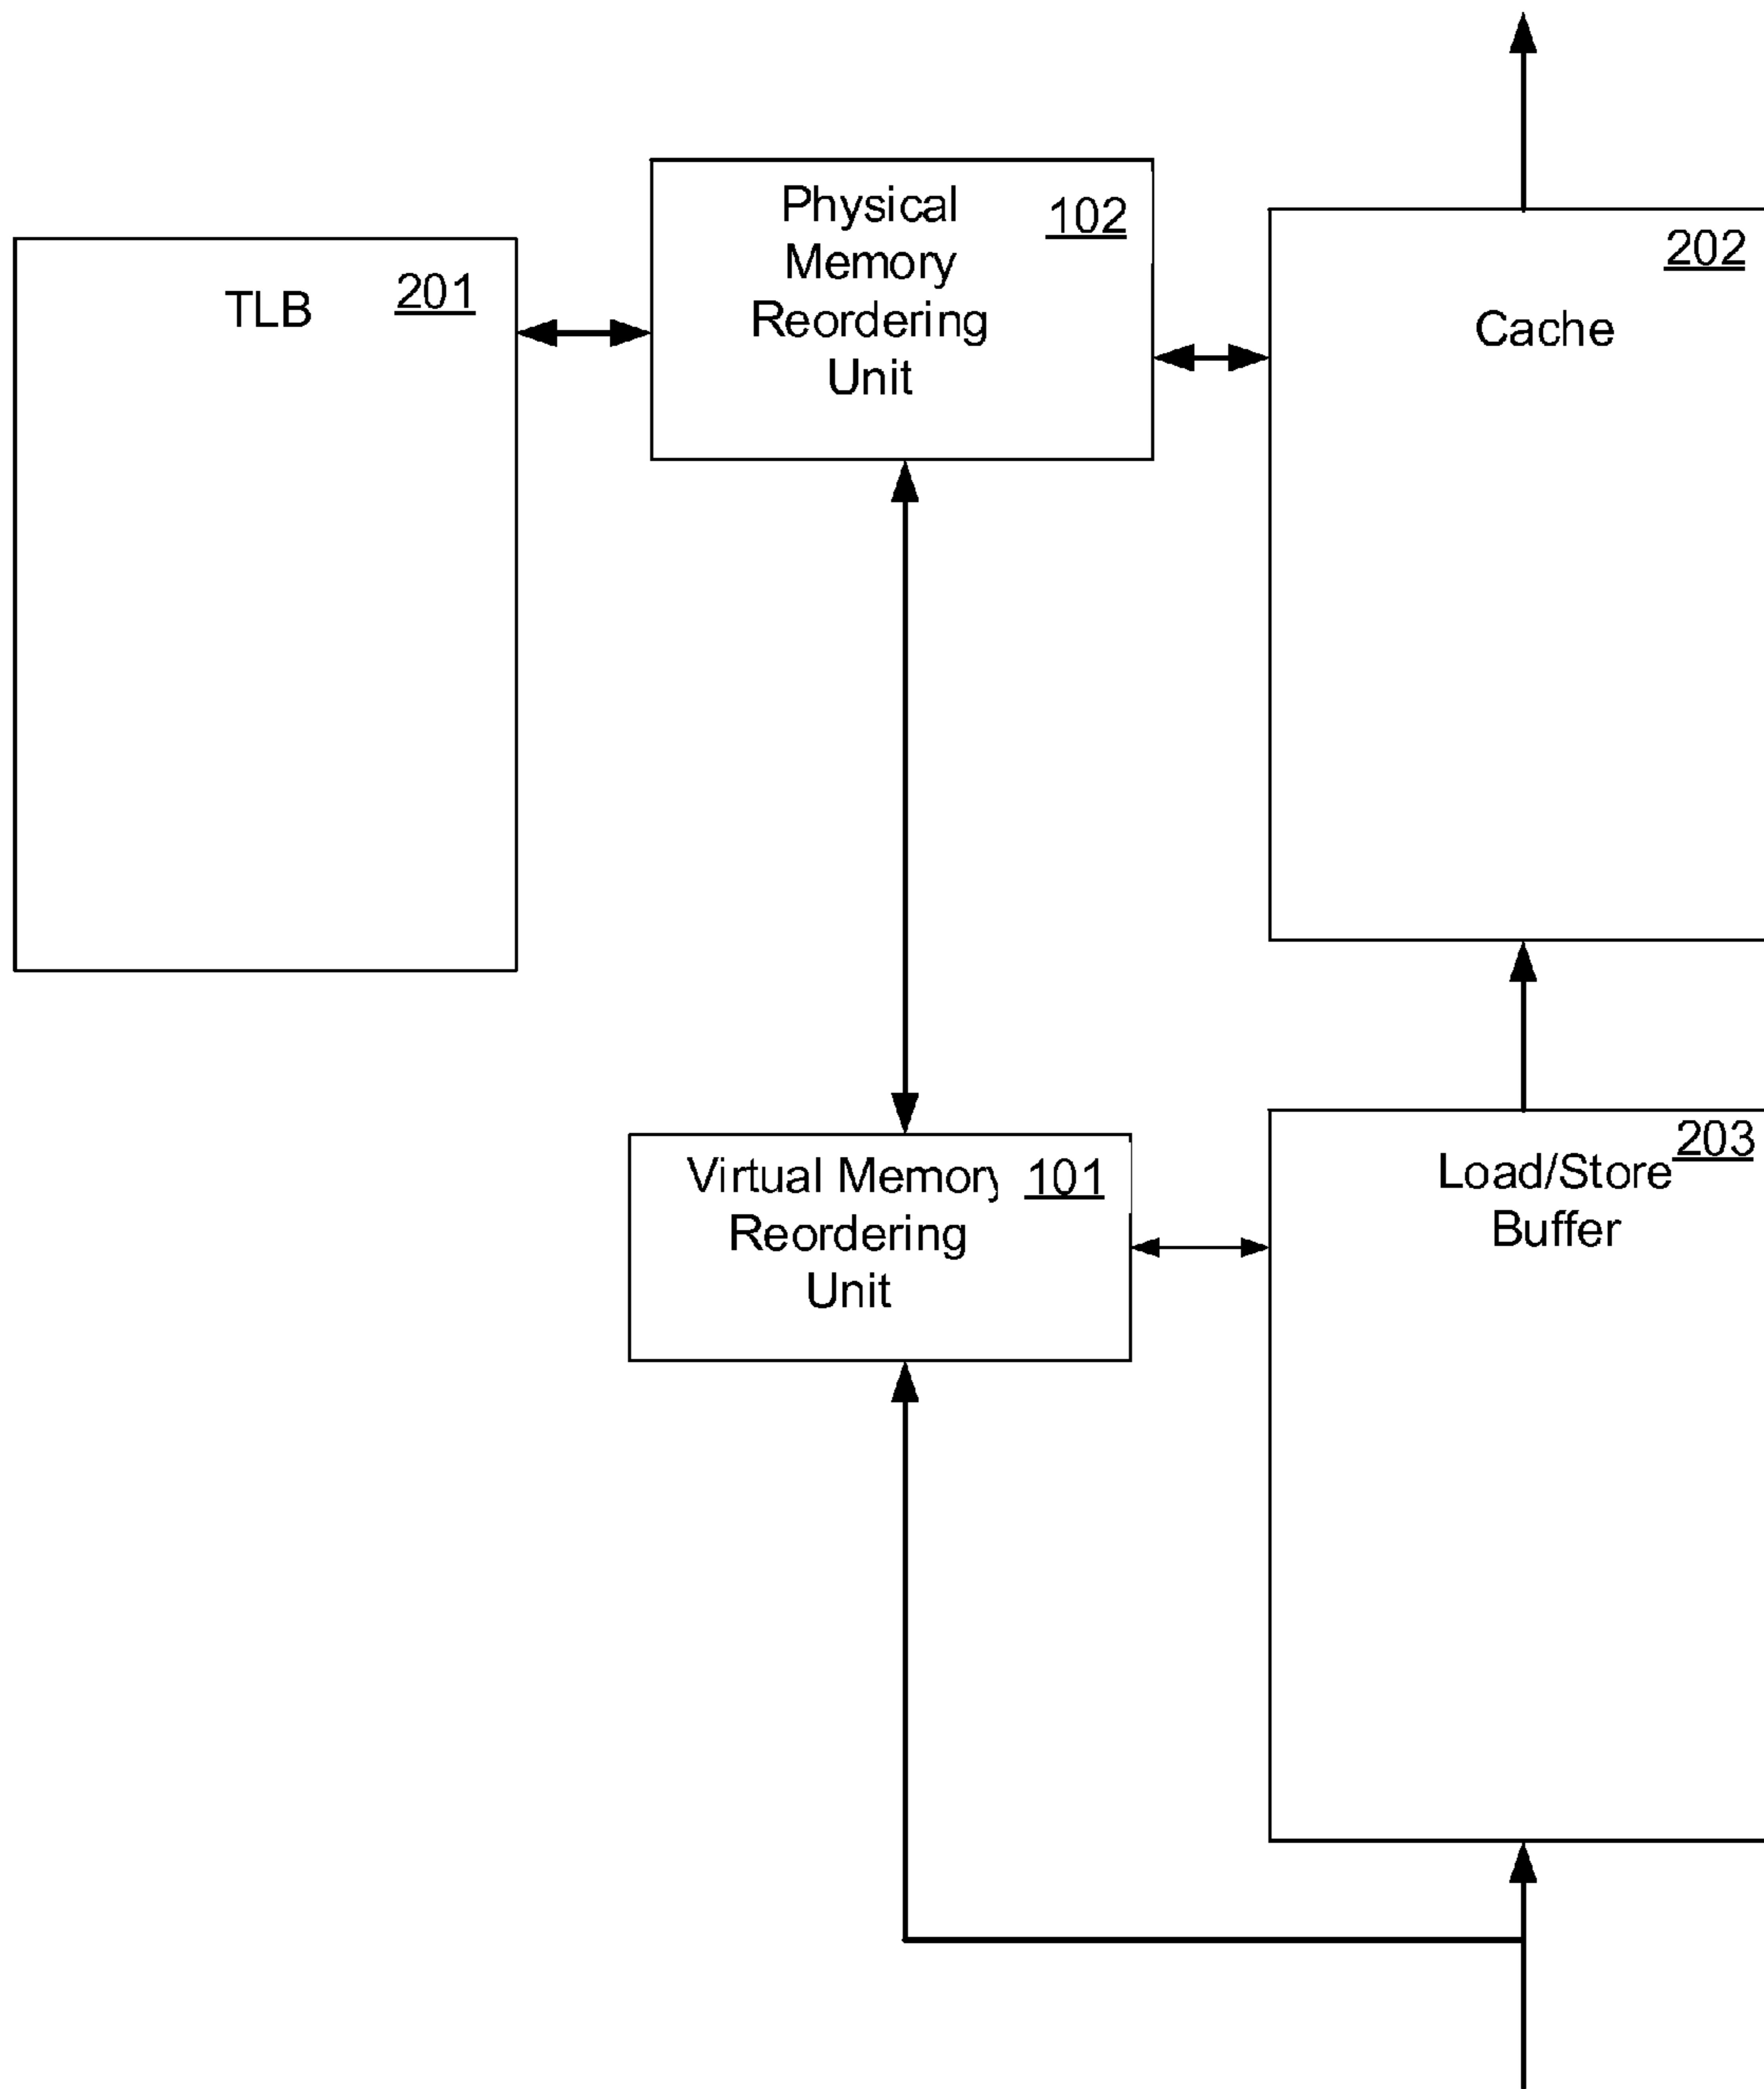 Physical
Memory
Reordering
Unit
102
TLB
201
202
Cache
Virtual Memory
Reordering
Unit
101
203
Load/Store
Buffer